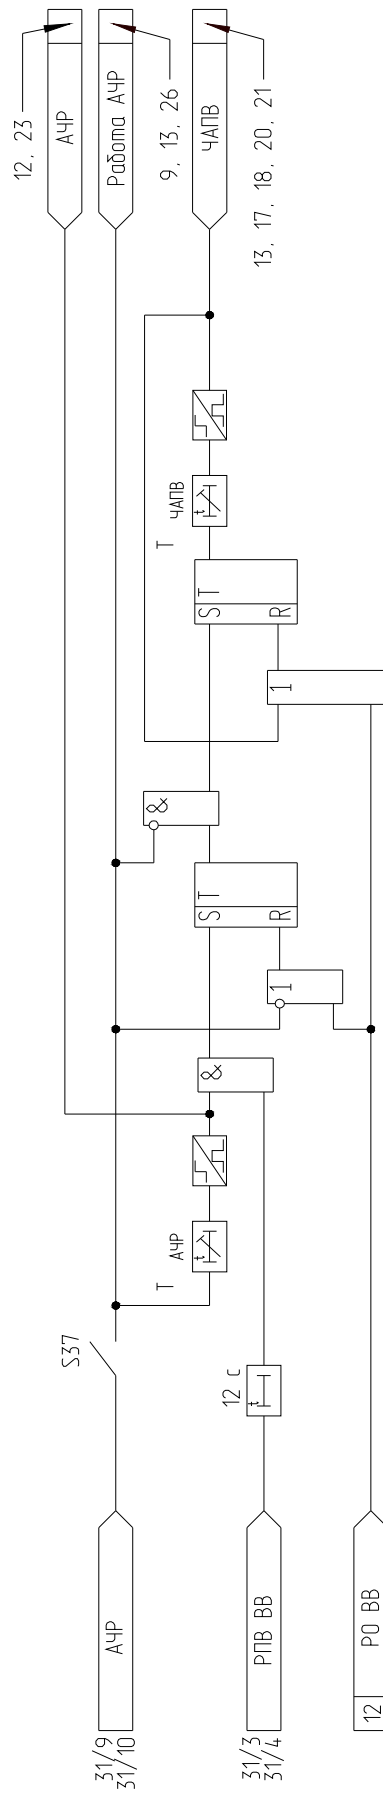 31/9
31/10
АЧР
S37
Т АЧР
t
&
1
S T
R
&
1
S T
R
Т ЧАПВ
t
АЧР
12, 23
Работа АЧР
9, 13, 26
ЧАПВ
13, 17, 18, 20, 21
31/3
31/4
РПВ ВВ
12 с
t
12
РО ВВ